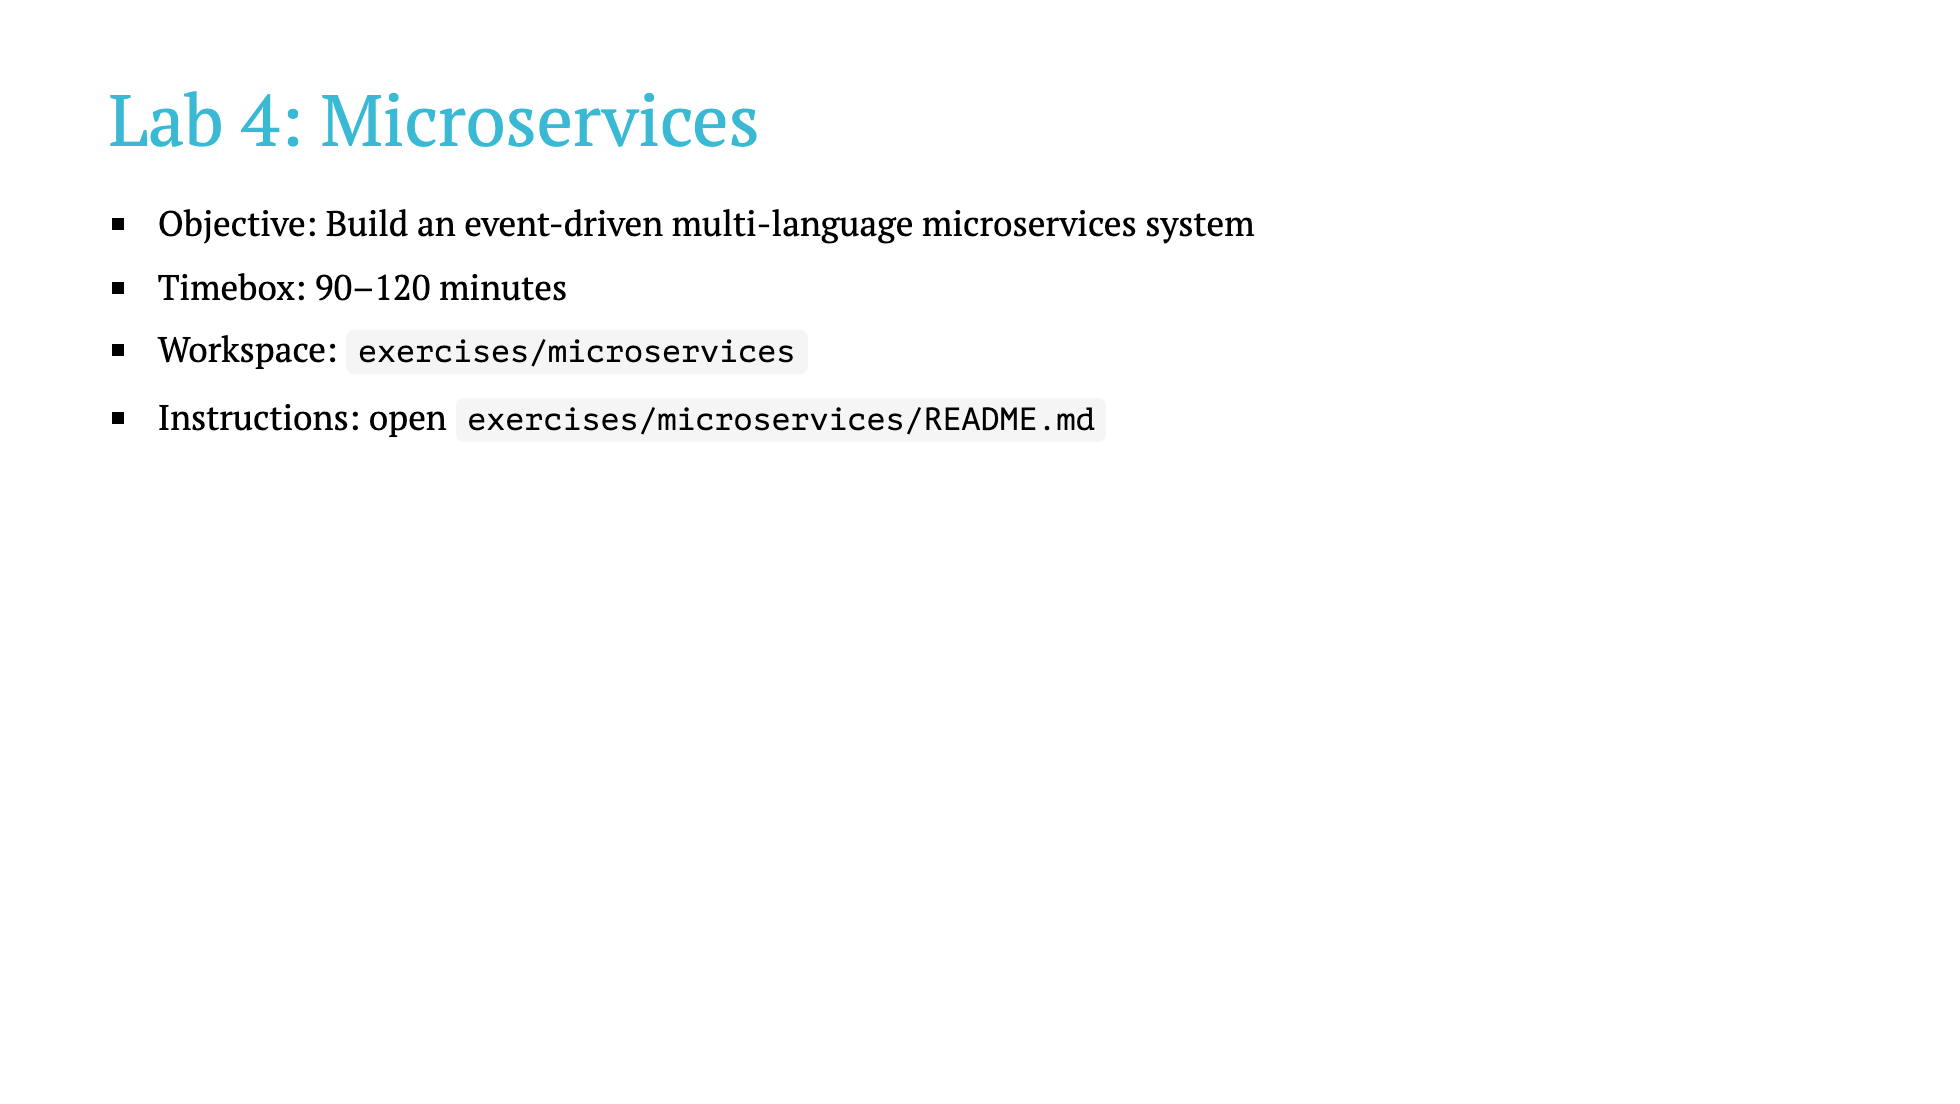 Lab 4: Microservices
▪ Objective: Build an event-driven multi-language microservices system
▪ Timebox: 90–120 minutes
▪ Workspace: exercises/microservices
▪ Instructions: open exercises/microservices/README.md